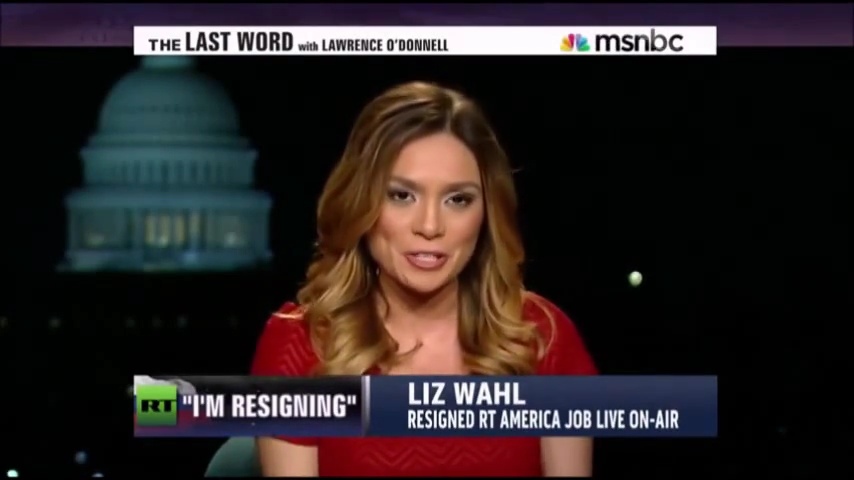 THE LAST WORD WITH LAWRENCE O'DONNELL
msnbc
RT
"I'M RESIGNING"
LIZ WAHL
RESIGNED RT AMERICA JOB LIVE ON-AIR